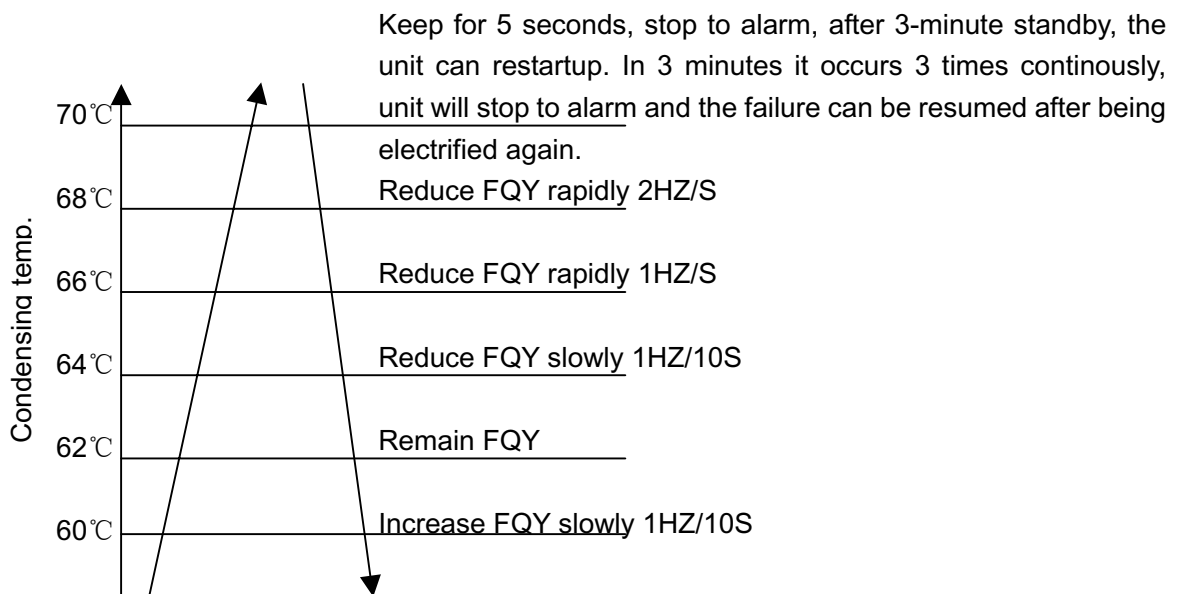 Keep for 5 seconds, stop to alarm, after 3-minute standby, the
unit can restartup. In 3 minutes it occurs 3 times continously,
70℃ unit will stop to alarm and the failure can be resumed after being
electrified again.
68℃ Reduce FQY rapidly 2HZ/S
66℃ Reduce FQY rapidly 1HZ/S
64℃ Reduce FQY slowly 1HZ/10S
62℃ Remain FQY
60℃ Increase FQY slowly 1HZ/10S
Condensing temp.